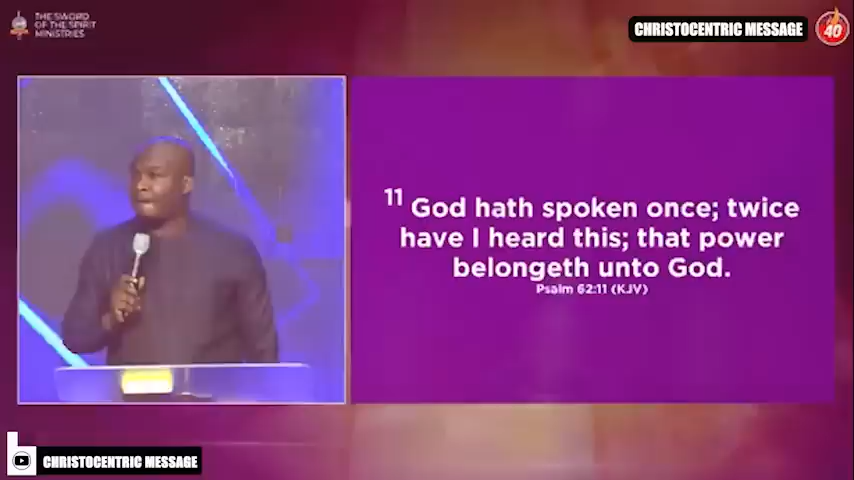 THE SWORD
OF THE SPIRIT
MINISTRIES
CHRISTOCENTRIC MESSAGE
40
11 God hath spoken once; twice
have I heard this; that power
belongeth unto God.
Psalm 62:11 (KJV)
CHRISTOCENTRIC MESSAGE